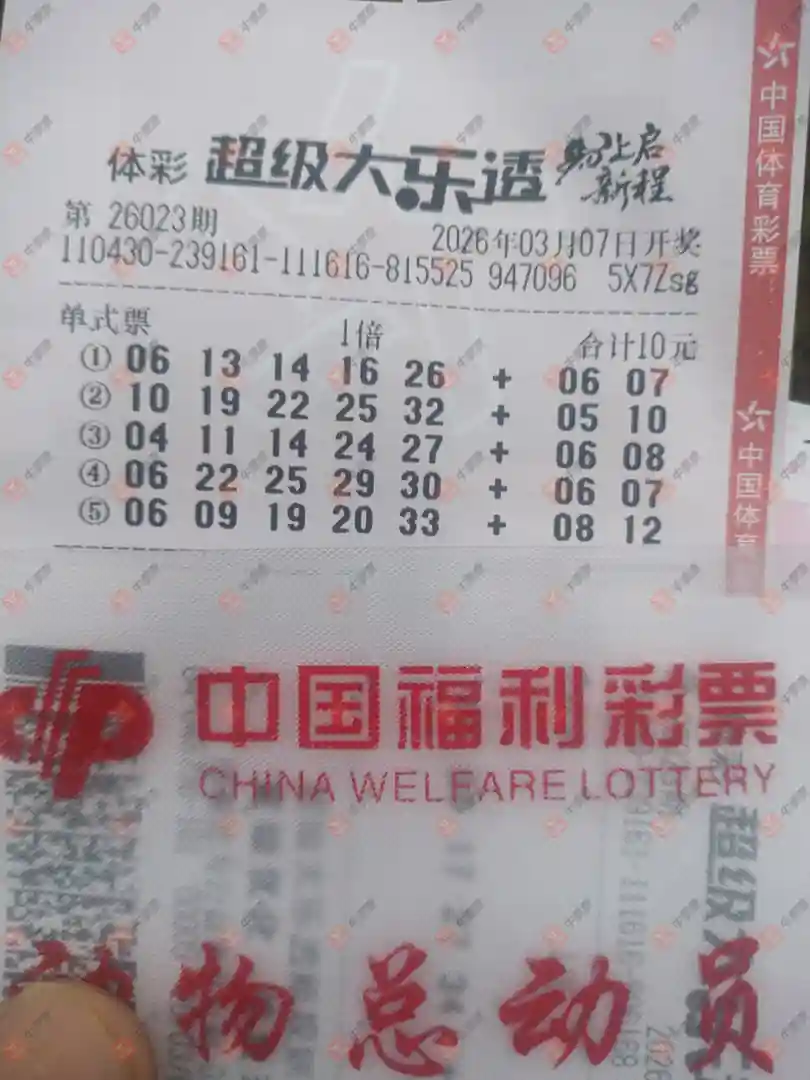 体彩 超级大乐透 马上启
新程
第 26023期 2026年03月07日开奖
110430-239161-111616-815525 947096 5X7Zsg
单式票 1倍 合计10元
① 06 13 14 16 26 + 06 07
② 10 19 22 25 32 + 05 10
③ 04 11 14 24 27 + 06 08
④ 06 22 25 29 30 + 06 07
⑤ 06 09 19 20 33 + 08 12
中国体育彩票
中国体育
中国福利彩票
CHINA WELFARE LOTTERY
动物总动员